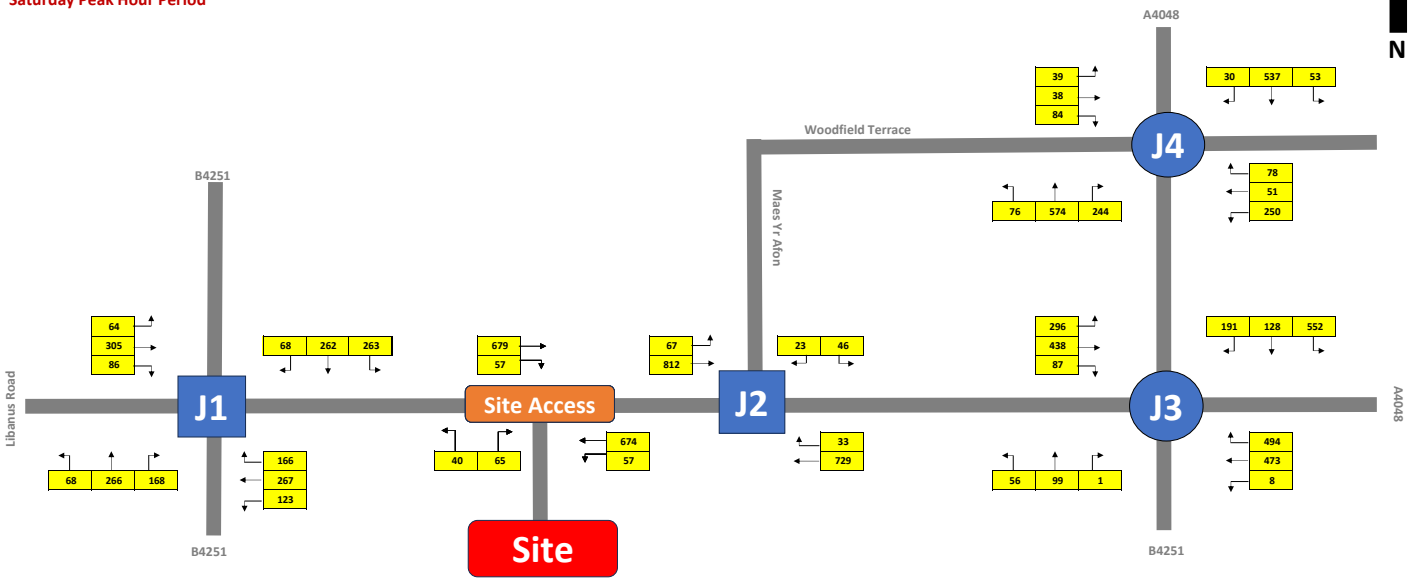 Saturday Peak Hour Period
A4048
N
39
38
84
30 537 53
Woodfield Terrace
J4
78
51
250
76 574 244
B4251
Maes Yr Afon
64
305
86
68 262 263
679
57
67
812
23 46
296
438
87
191 128 552
Libanus Road
J1
Site Access
J2
J3
A4048
68 266 168
166
267
123
40 65
674
57
33
729
56 99 1
494
473
8
B4251
Site
B4251